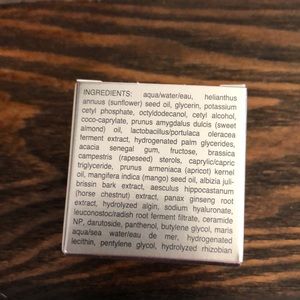 INGREDIENTS: aqua/water/eau, helianthus
annuus (sunflower) seed oil, glycerin, potassium
cetyl phosphate, octyldodecanol, cetyl alcohol,
coco-caprylate, prunus amygdalus dulcis (sweet
almond) oil, lactobacillus/portulaca oleracea
ferment extract, hydrogenated palm glycerides,
acacia senegal gum, fructose, brassica
campestris (rapeseed) sterols, caprylic/capric
triglyceride, prunus armeniaca (apricot) kernel
oil, mangifera indica (mango) seed oil, albizia juli-
brissin bark extract, aesculus hippocastanum
(horse chestnut) extract, panax ginseng root
extract, hydrolyzed algin, sodium hyaluronate,
leuconostoc/radish root ferment filtrate, ceramide
NP, darutoside, panthenol, butylene glycol, maris
aqua/sea water/eau de mer, hydrogenated
lecithin, pentylene glycol, hydrolyzed rhizobian